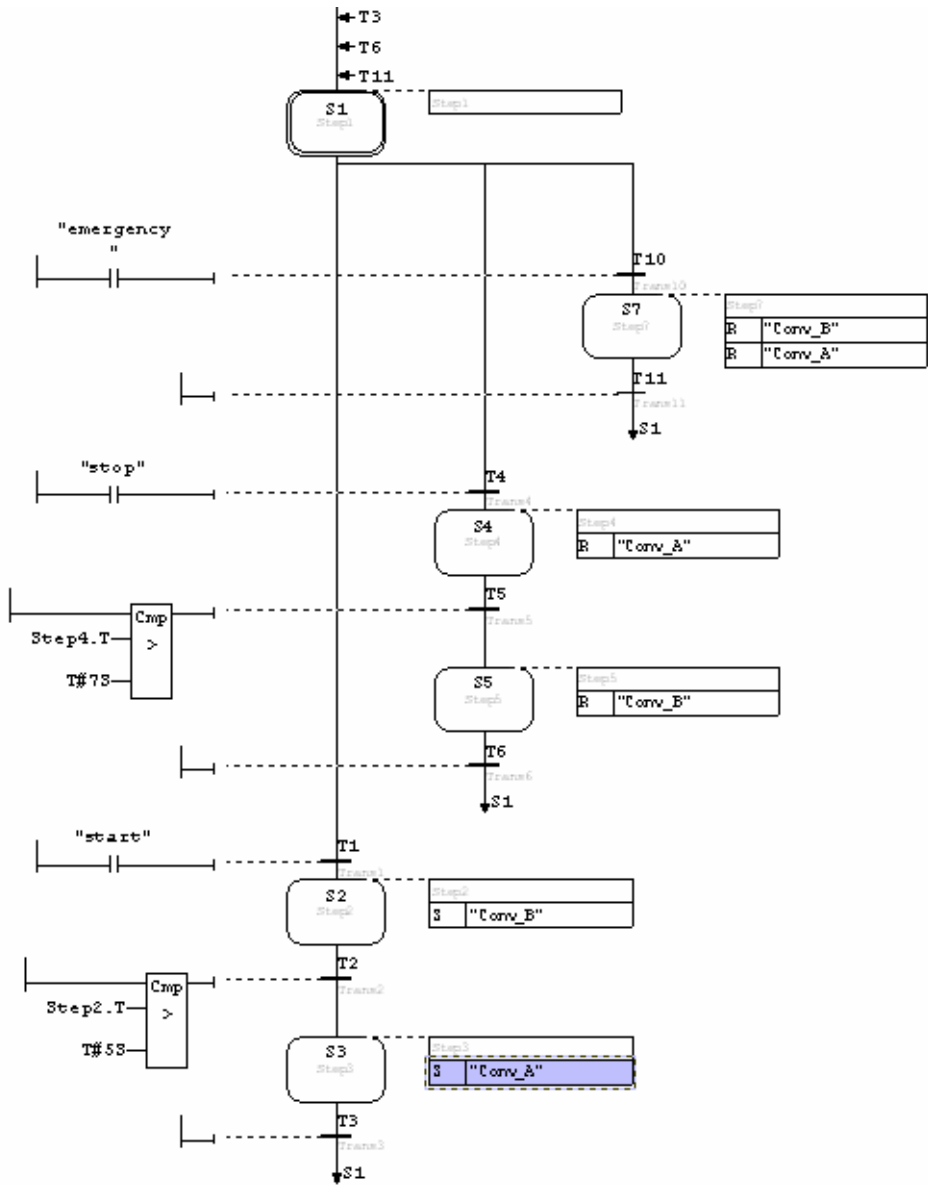 T3
T6
T11
S1
Step1
Step1
"emergency
"
T10
Trans10
S7
Step7
Step7
R "Conv_B"
R "Conv_A"
T11
Trans11
S1
"stop"
T4
Trans4
S4
Step4
Step4
R "Conv_A"
T5
Trans5
Cmp
Step4.T
>
T#7S
S5
Step5
Step5
R "Conv_B"
T6
Trans6
S1
"start"
T1
Trans1
S2
Step2
Step2
S "Conv_B"
T2
Trans2
Cmp
Step2.T
>
T#5S
S3
Step3
Step3
S "Conv_A"
T3
Trans3
S1